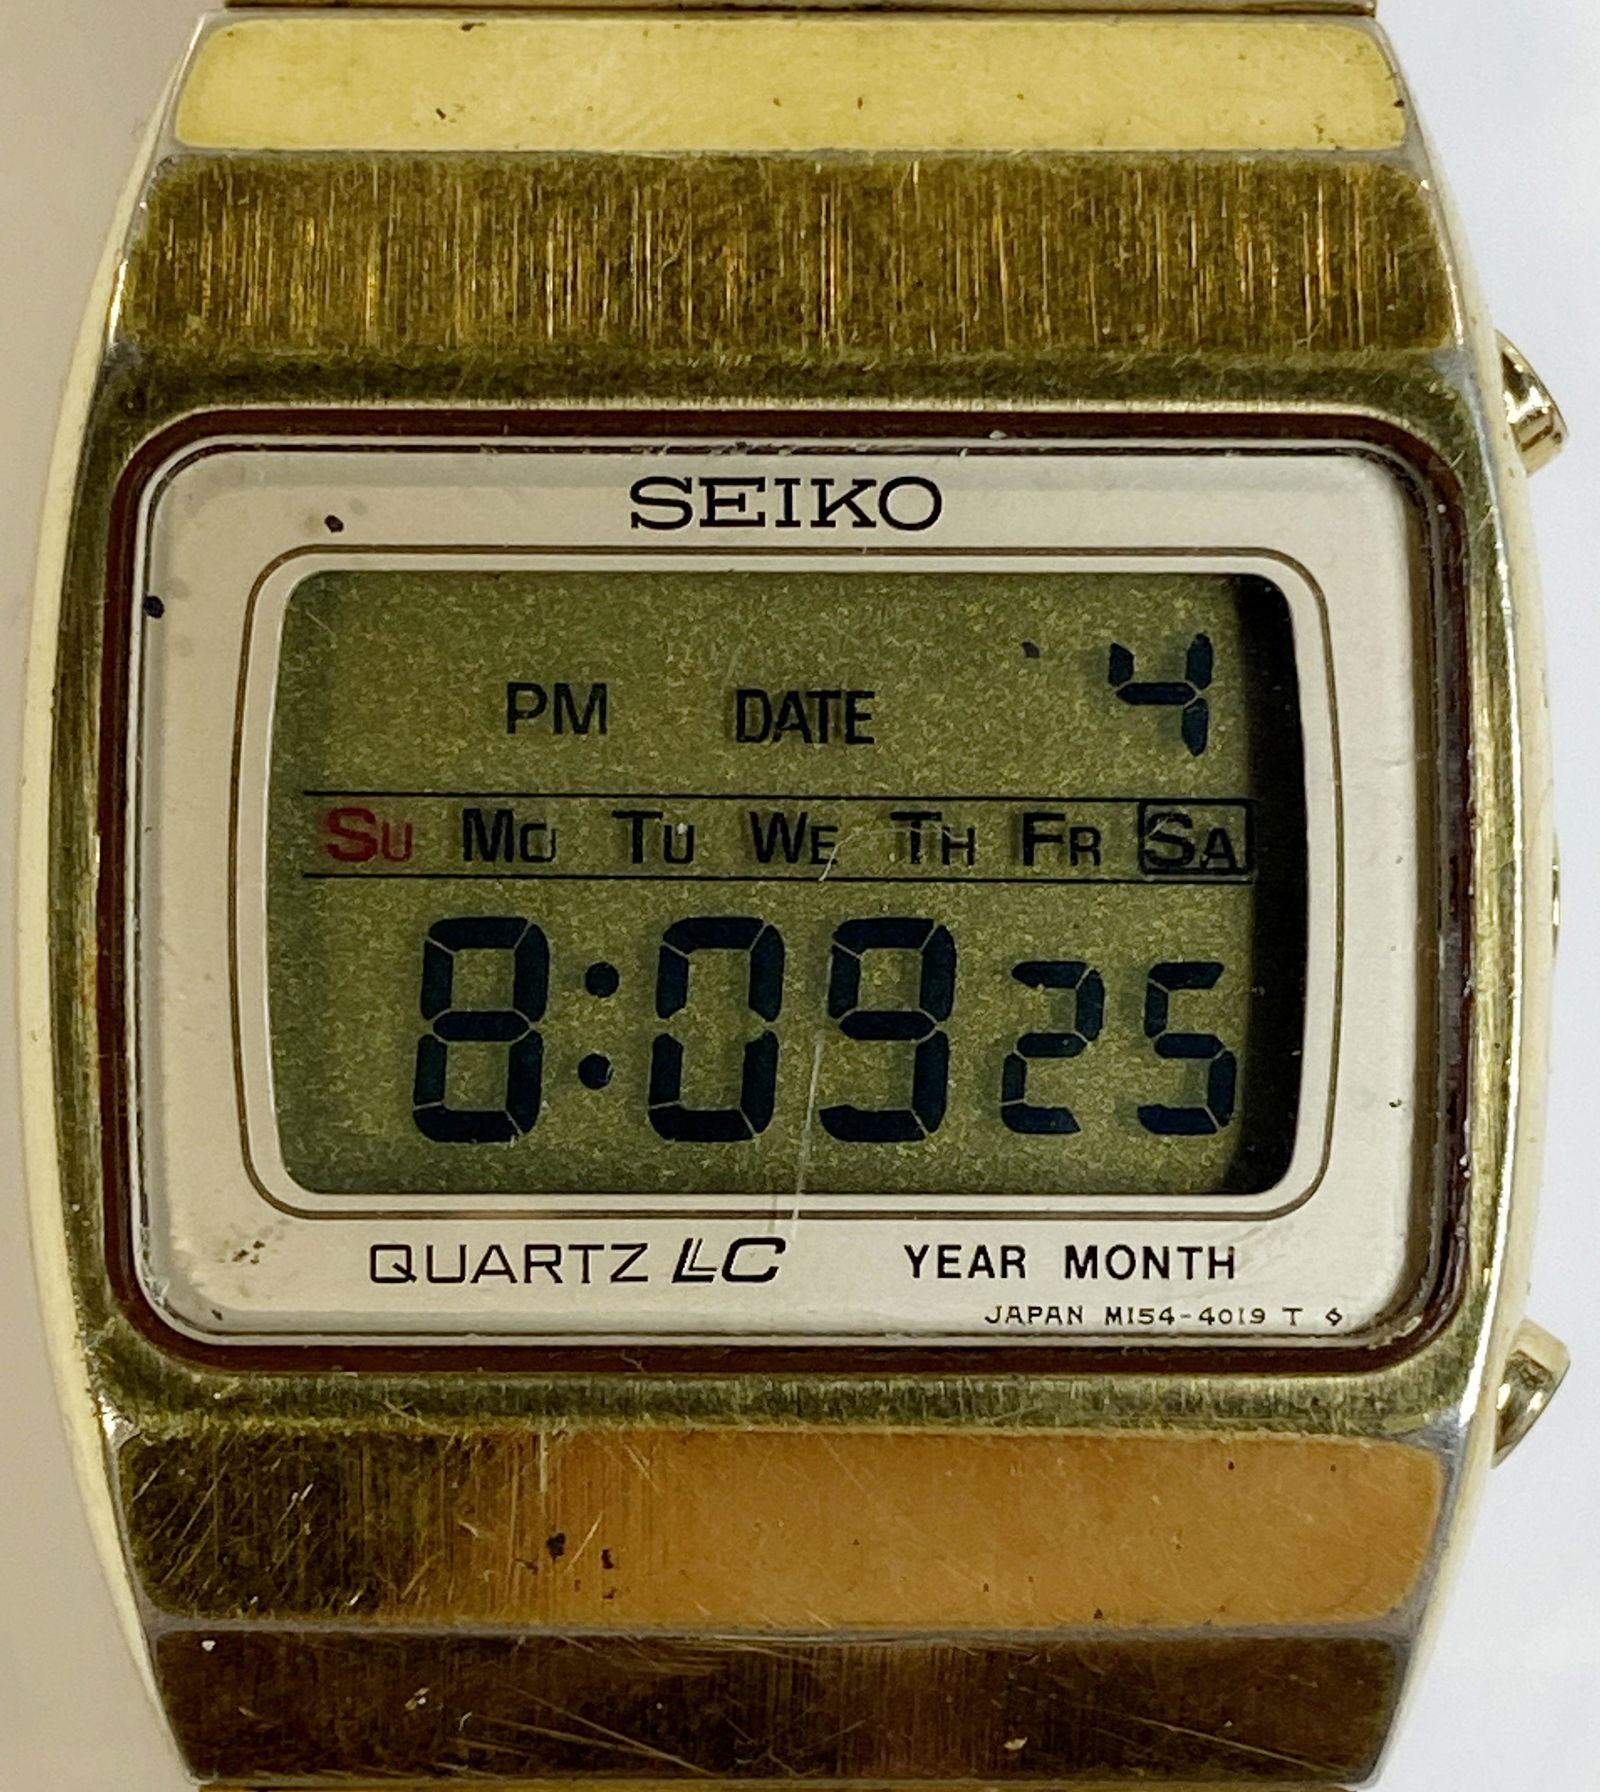 SEIKO
PM DATE 4
SU MO TU WE TH FR SA
8:09 25
QUARTZ LC YEAR MONTH
JAPAN M154-4019 T